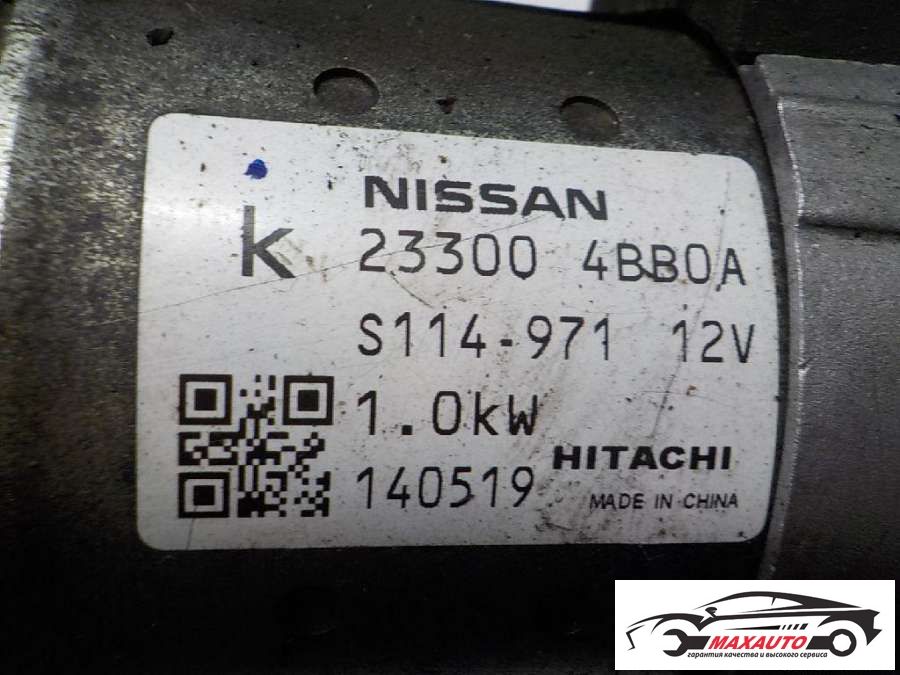 NISSAN
K 23300 4BB0A
S114-971 12V
1.0kW
140519 HITACHI
MADE IN CHINA
MAXAUTO
гарантия качества и высокого сервиса